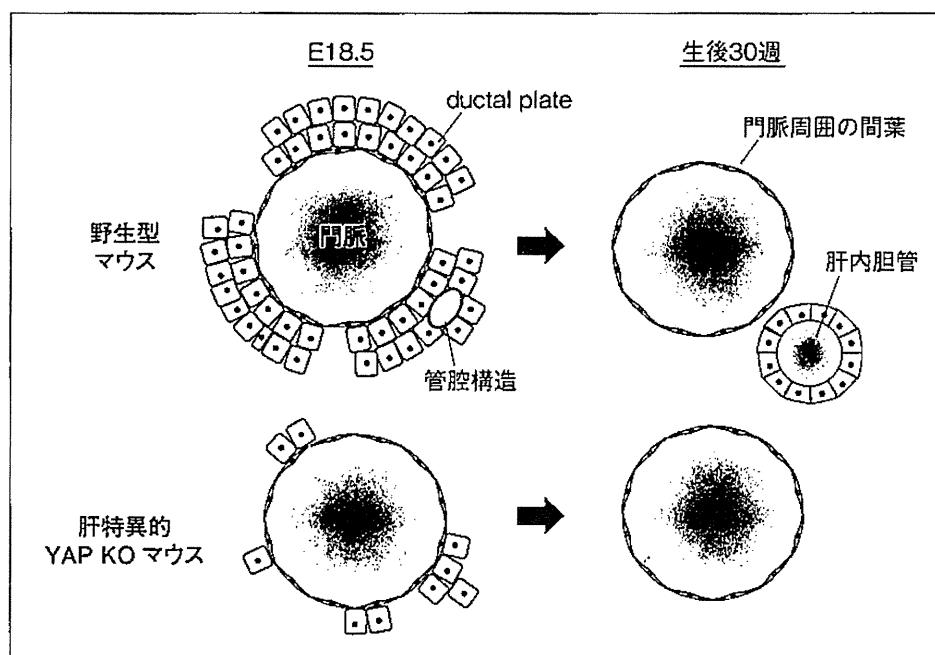 E18.5
生後30週
ductal plate
門脈周囲の間葉
野生型
マウス
門脈
肝内胆管
管腔構造
肝特異的
YAP KO マウス